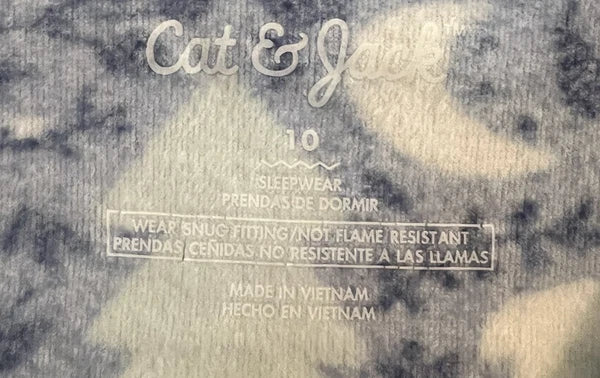 Cat & Jack™
10
SLEEPWEAR
PRENDAS DE DORMIR
WEAR SNUG FITTING/NOT FLAME RESISTANT
PRENDAS CEÑIDAS NO RESISTENTE A LAS LLAMAS
MADE IN VIETNAM
HECHO EN VIETNAM